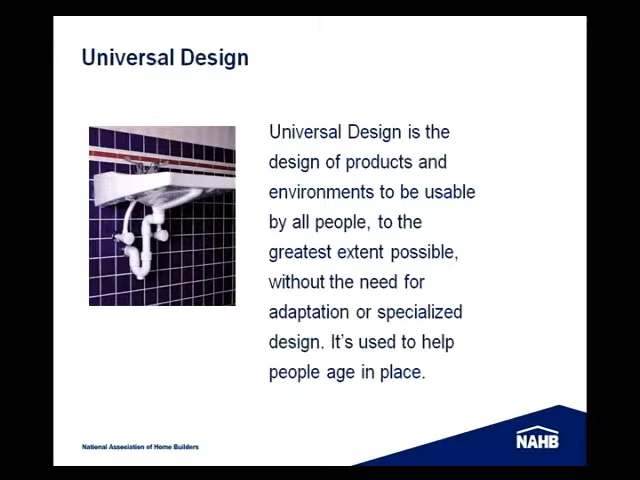 Universal Design
Universal Design is the
design of products and
environments to be usable
by all people, to the
greatest extent possible,
without the need for
adaptation or specialized
design. It's used to help
people age in place.
National Association of Home Builders
NAHB